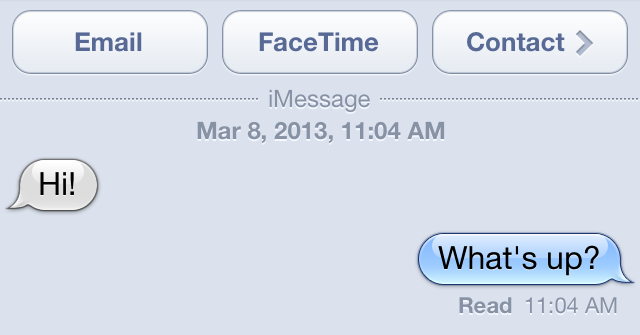 Email FaceTime Contact
iMessage
Mar 8, 2013, 11:04 AM
Hi!
What's up?
Read 11:04 AM